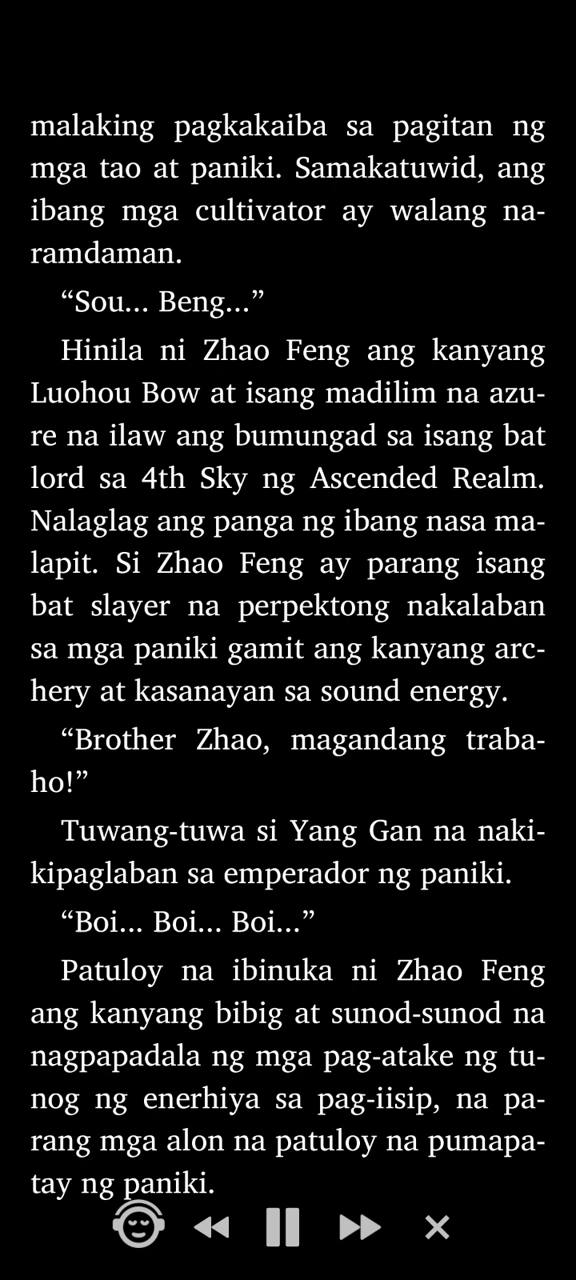 malaking pagkakaiba sa pagitan ng
mga tao at paniki. Samakatuwid, ang
ibang mga cultivator ay walang na-
ramdaman.
“Sou... Beng...”
Hinila ni Zhao Feng ang kanyang
Luohou Bow at isang madilim na azu-
re na ilaw ang bumungad sa isang bat
lord sa 4th Sky ng Ascended Realm.
Nalaglag ang panga ng ibang nasa ma-
lapit. Si Zhao Feng ay parang isang
bat slayer na perpektong nakalaban
sa mga paniki gamit ang kanyang arc-
hery at kasanayan sa sound energy.
“Brother Zhao, magandang traba-
ho!”
Tuwang-tuwa si Yang Gan na naki-
kipaglaban sa emperador ng paniki.
“Boi... Boi... Boi...”
Patuloy na ibinuka ni Zhao Feng
ang kanyang bibig at sunod-sunod na
nagpapadala ng mga pag-atake ng tu-
nog ng enerhiya sa pag-iisip, na pa-
rang mga alon na patuloy na pumapa-
tay ng paniki.